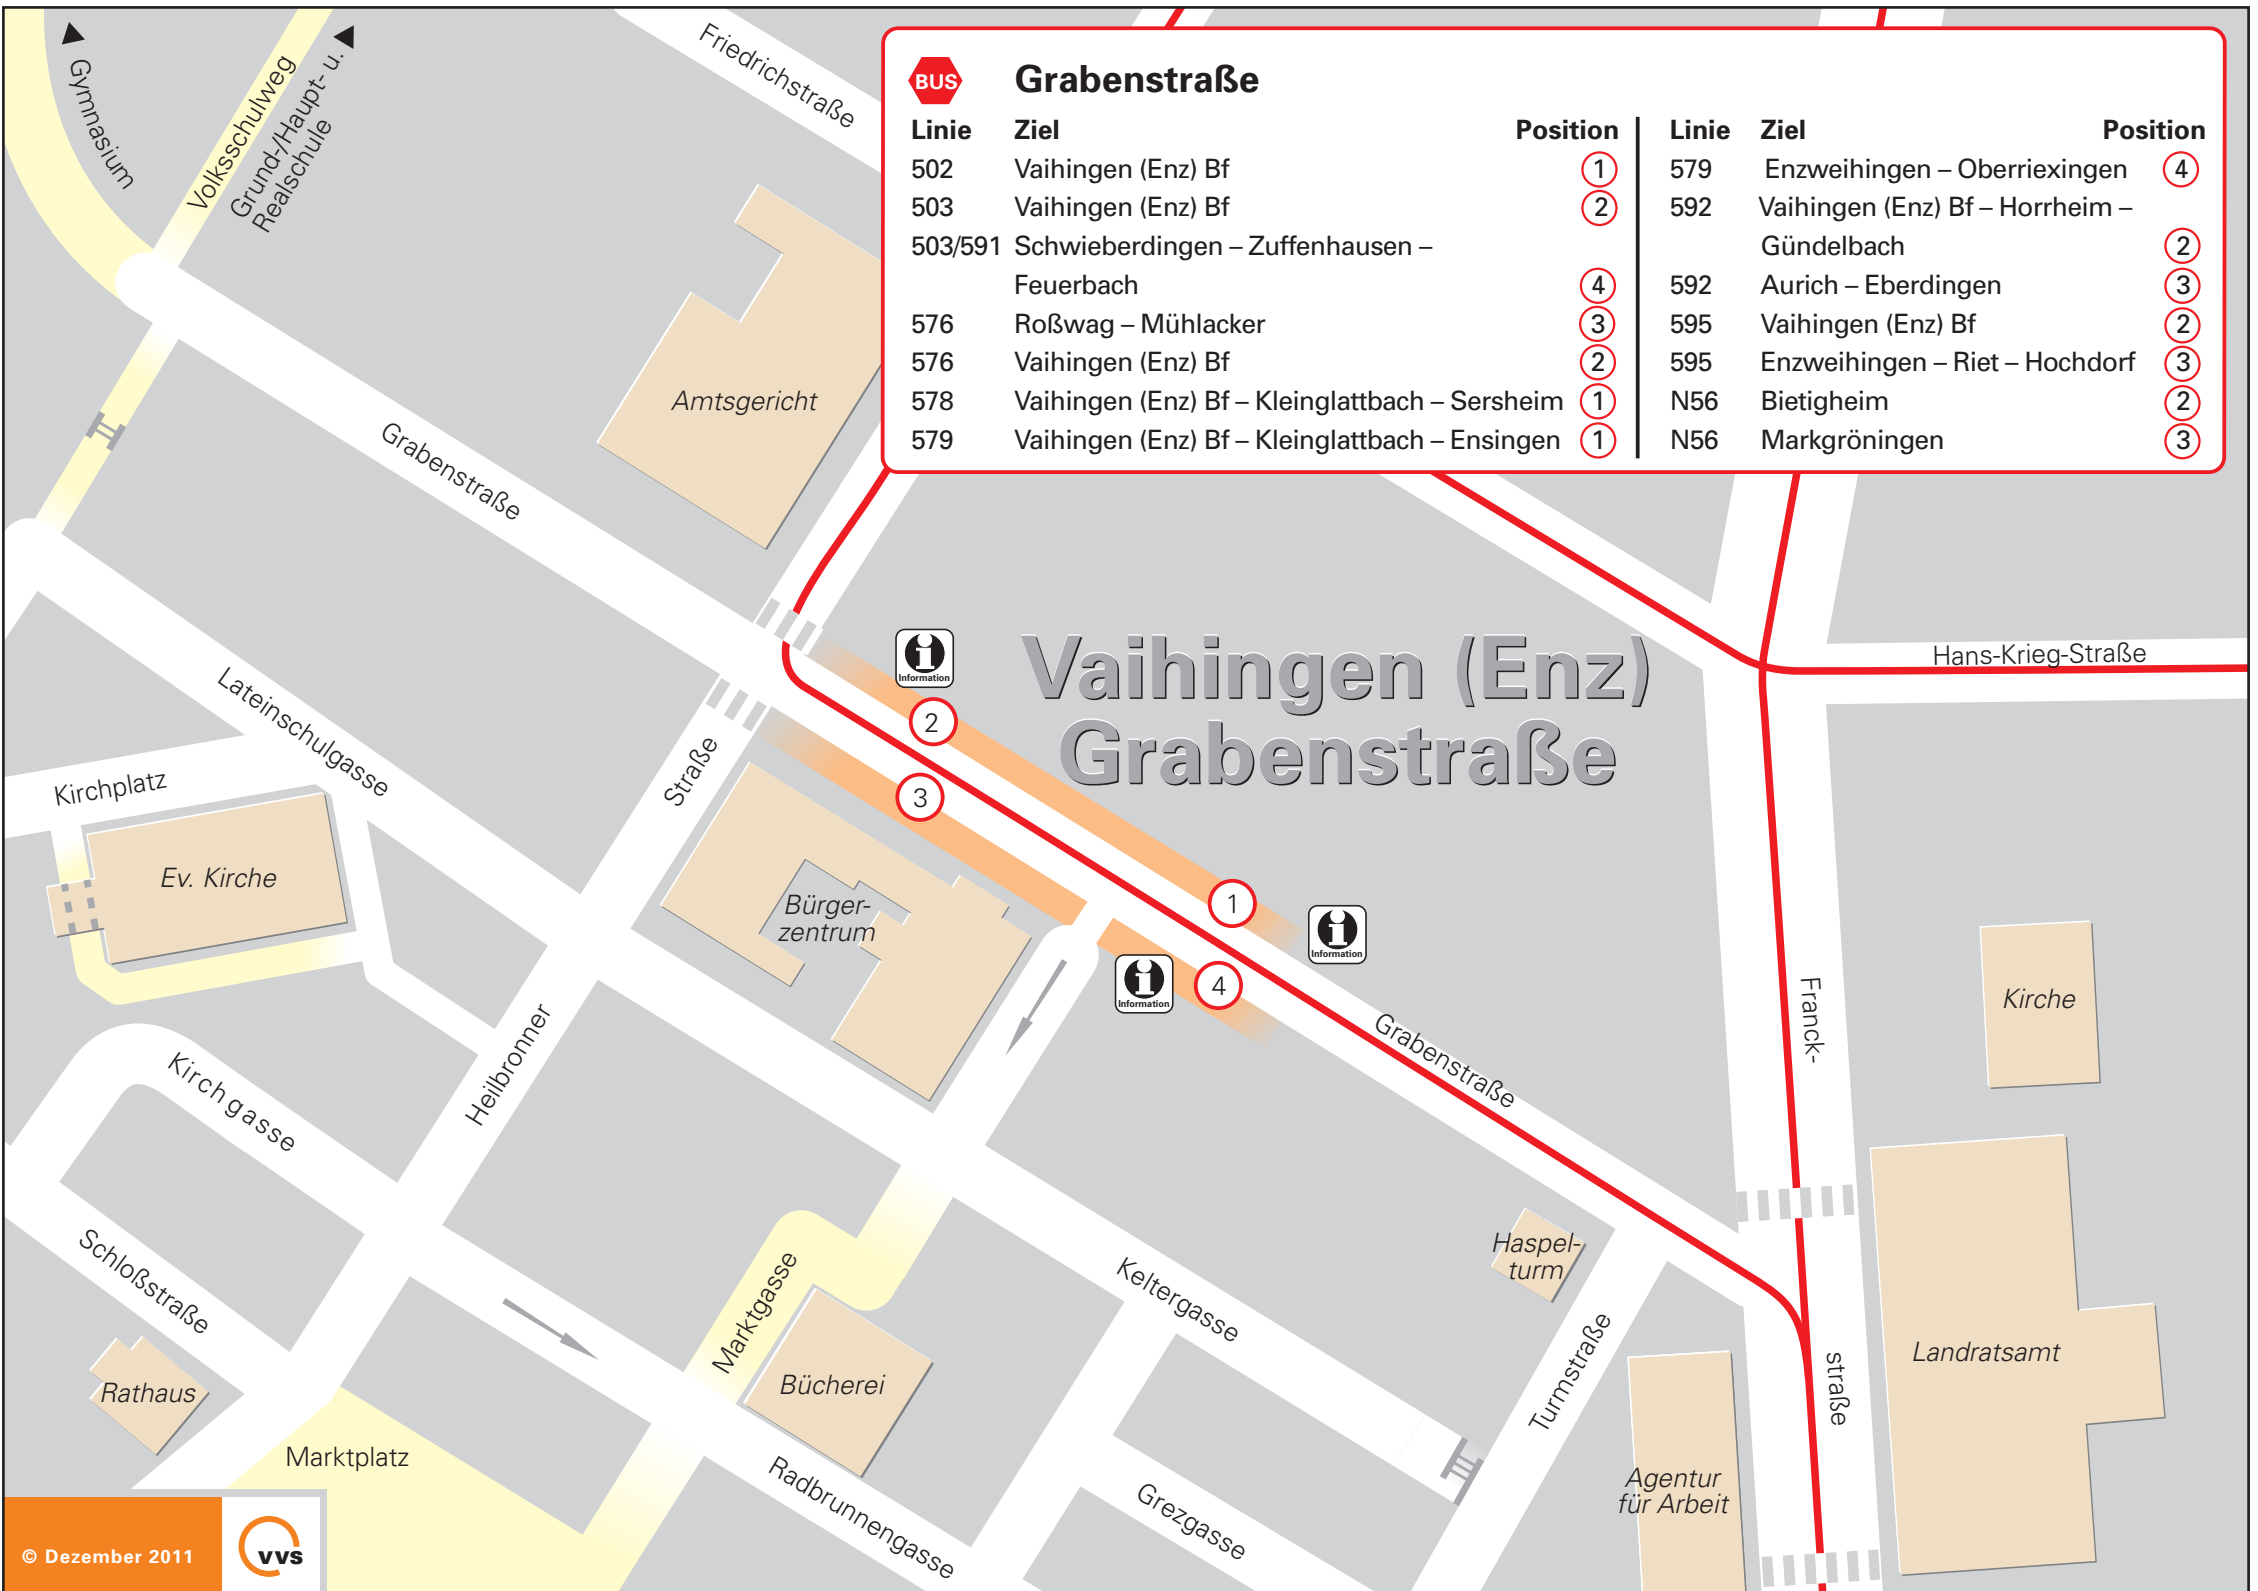 BUS Grabenstraße
Linie Ziel Position
502 Vaihingen (Enz) Bf 1
503 Vaihingen (Enz) Bf 2
503/591 Schwieberdingen – Zuffenhausen –
Feuerbach 4
576 Roßwag – Mühlacker 3
576 Vaihingen (Enz) Bf 2
578 Vaihingen (Enz) Bf – Kleinglattbach – Sersheim 1
579 Vaihingen (Enz) Bf – Kleinglattbach – Ensingen 1
Linie Ziel Position
579 Enzweihingen – Oberriexingen 4
592 Vaihingen (Enz) Bf – Horrheim –
Gündelbach 2
592 Aurich – Eberdingen 3
595 Vaihingen (Enz) Bf 2
595 Enzweihingen – Riet – Hochdorf 3
N56 Bietigheim 2
N56 Markgröningen 3
Gymnasium
Volksschulweg
Grund-/Haupt- u.
Realschule
Friedrichstraße
Amtsgericht
Grabenstraße
Information
Vaihingen (Enz)
Grabenstraße
Hans-Krieg-Straße
Lateinschulgasse
2
Straße
3
Kirchplatz
Ev. Kirche
Bürger-
zentrum
1
Information
Information
4
Franck-
Kirche
Grabenstraße
Heilbronner
Kirchgasse
Schloßstraße
Marktgasse
Keltergasse
Haspel-
turm
Turmstraße
straße
Landratsamt
Rathaus
Bücherei
Marktplatz
Radbrunnengasse
Grezgasse
Agentur
für Arbeit
© Dezember 2011
vvs